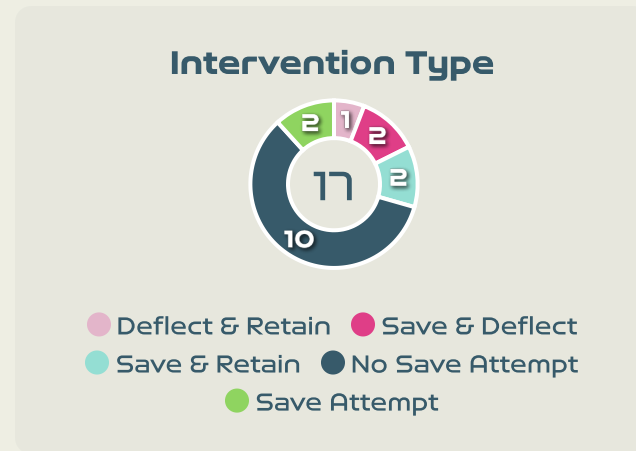 Intervention Type
2
1
2
2
17
10
Deflect & Retain
Save & Deflect
Save & Retain
No Save Attempt
Save Attempt